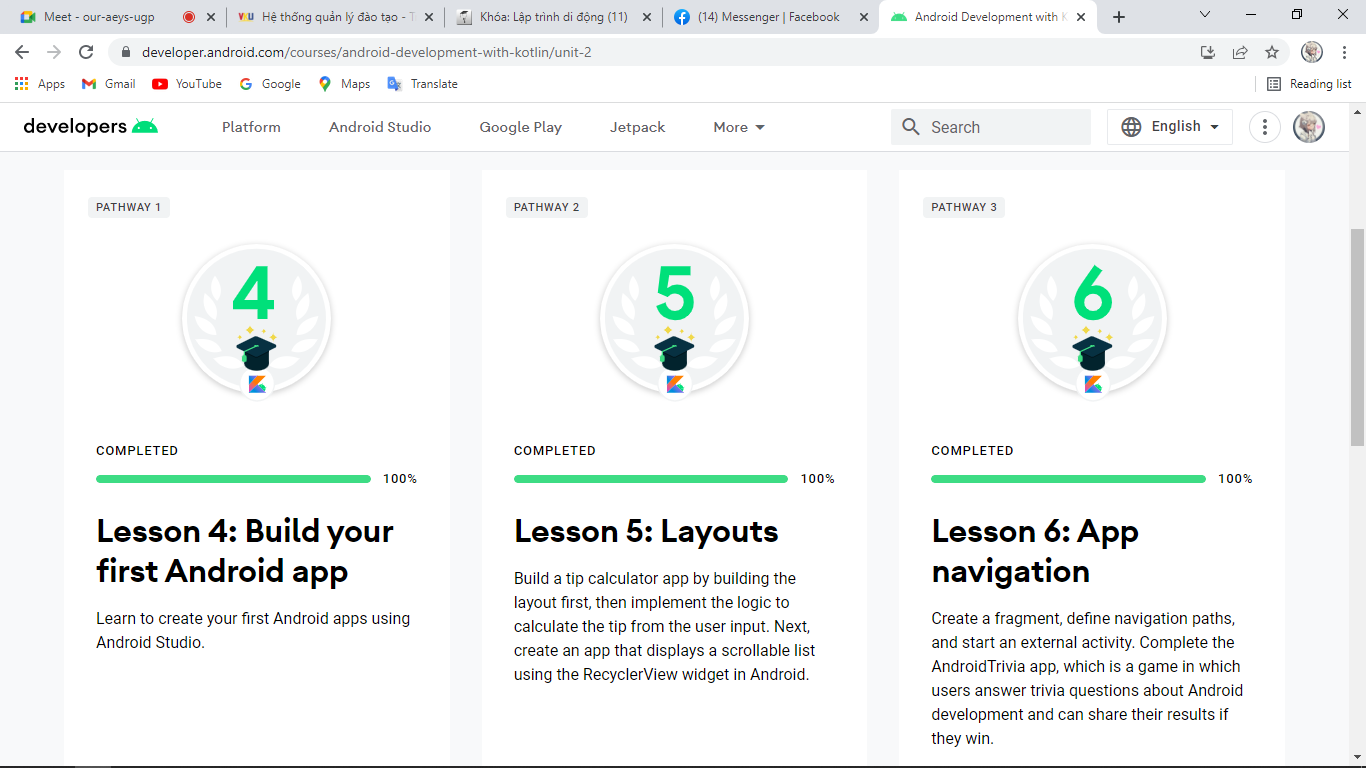 Meet - our-aeys-ugp
Hệ thống quản lý đào tạo - T
Khóa: Lập trình di động (11)
(14) Messenger | Facebook
Android Development with K
developer.android.com/courses/android-development-with-kotlin/unit-2
Apps
Gmail
YouTube
Google
Maps
Translate
Reading list
developers
Platform
Android Studio
Google Play
Jetpack
More
Search
English
PATHWAY 1
4
COMPLETED
100%
Lesson 4: Build your
first Android app
Learn to create your first Android apps using
Android Studio.
PATHWAY 2
5
COMPLETED
100%
Lesson 5: Layouts
Build a tip calculator app by building the
layout first, then implement the logic to
calculate the tip from the user input. Next,
create an app that displays a scrollable list
using the RecyclerView widget in Android.
PATHWAY 3
6
COMPLETED
100%
Lesson 6: App
navigation
Create a fragment, define navigation paths,
and start an external activity. Complete the
AndroidTrivia app, which is a game in which
users answer trivia questions about Android
development and can share their results if
they win.